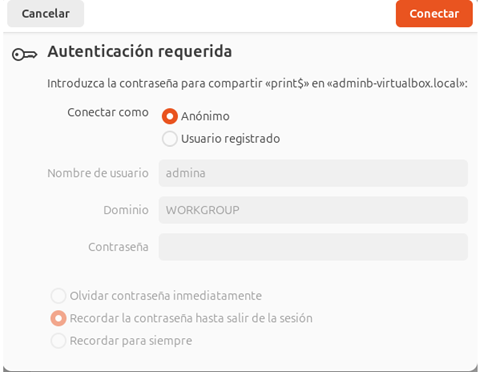 Cancelar
Conectar
Autenticación requerida
Introduzca la contraseña para compartir «print$» en «adminb-virtualbox.local»:
Conectar como
Anónimo
Usuario registrado
Nombre de usuario
admina
Dominio
WORKGROUP
Contraseña
Olvidar contraseña inmediatamente
Recordar la contraseña hasta salir de la sesión
Recordar para siempre